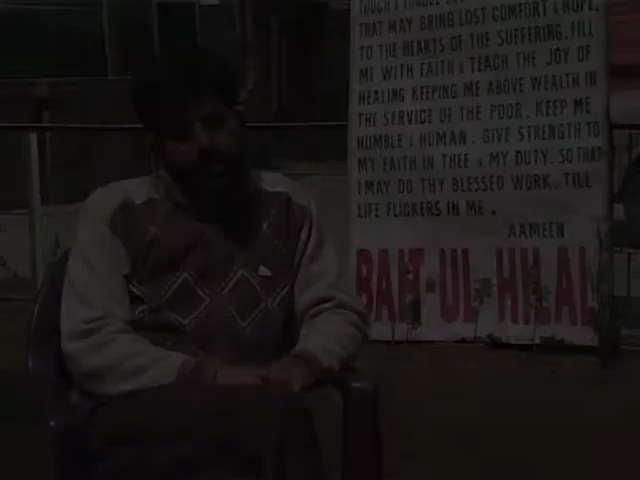 TOUCH & TONGUE
THAT MAY BRING LOST COMFORT & HOPE,
TO THE HEARTS OF THE SUFFERING. FILL
ME WITH FAITH & TEACH THE JOY OF
HEALING KEEPING ME ABOVE WEALTH IN
THE SERVICE OF THE POOR. KEEP ME
HUMBLE & HUMAN. GIVE STRENGTH TO
MY FAITH IN THEE & MY DUTY. SO THAT
I MAY DO THY BLESSED WORK. TILL
LIFE FLICKERS IN ME.
AAMEEN
BAIT-UL HILAL